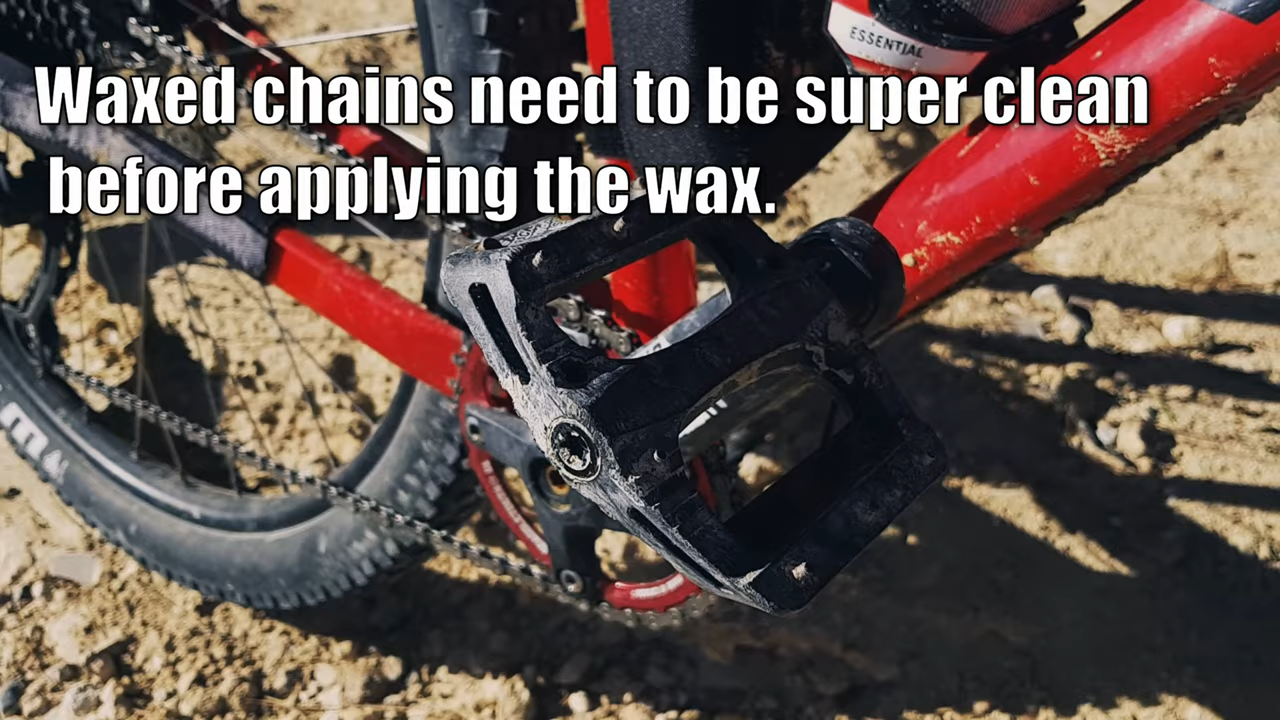 ESSENTIAL
Waxed chains need to be super clean
before applying the wax.